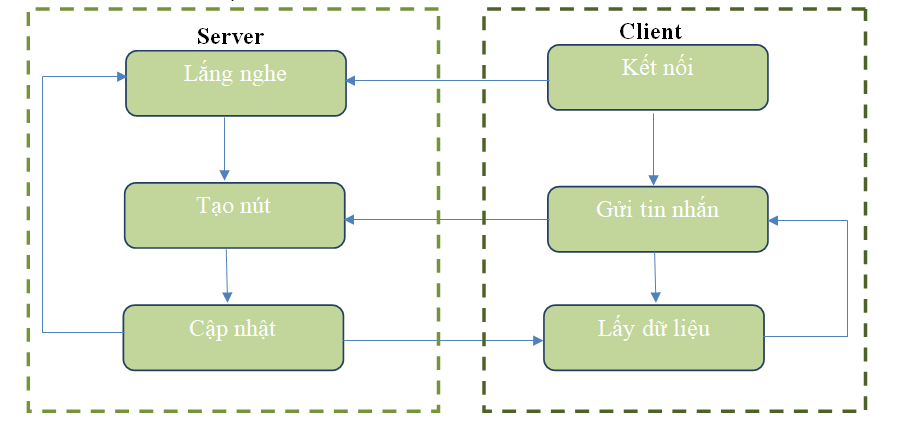 Server
Client
Lắng nghe
Kết nối
Tạo nút
Gửi tin nhắn
Cập nhật
Lấy dữ liệu